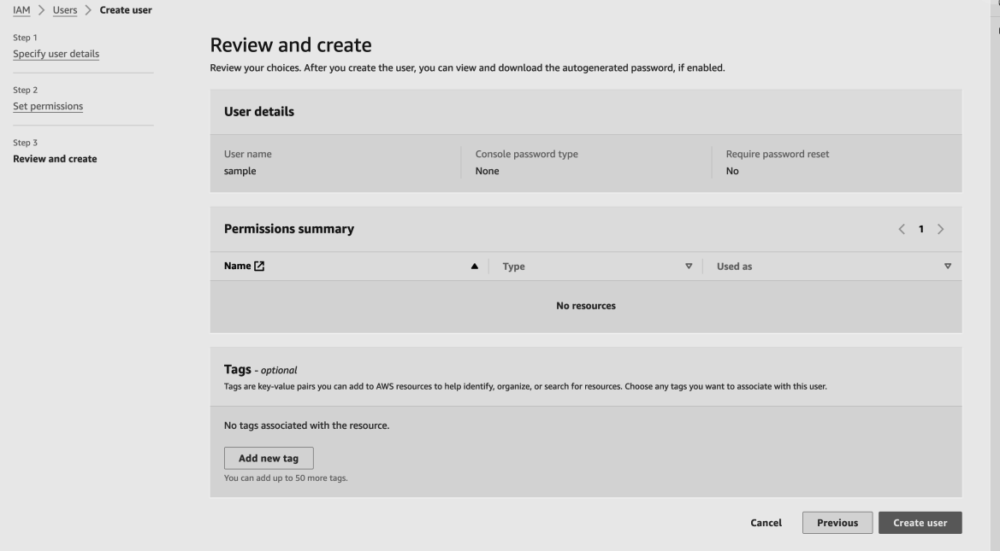 IAM > Users > Create user
Step 1
Specify user details
Step 2
Set permissions
Step 3
Review and create
Review and create
Review your choices. After you create the user, you can view and download the autogenerated password, if enabled.
User details
User name
sample
Console password type
None
Require password reset
No
Permissions summary
< 1 >
Name
Type
Used as
No resources
Tags - optional
Tags are key-value pairs you can add to AWS resources to help identify, organize, or search for resources. Choose any tags you want to associate with this user.
No tags associated with the resource.
Add new tag
You can add up to 50 more tags.
Cancel
Previous
Create user